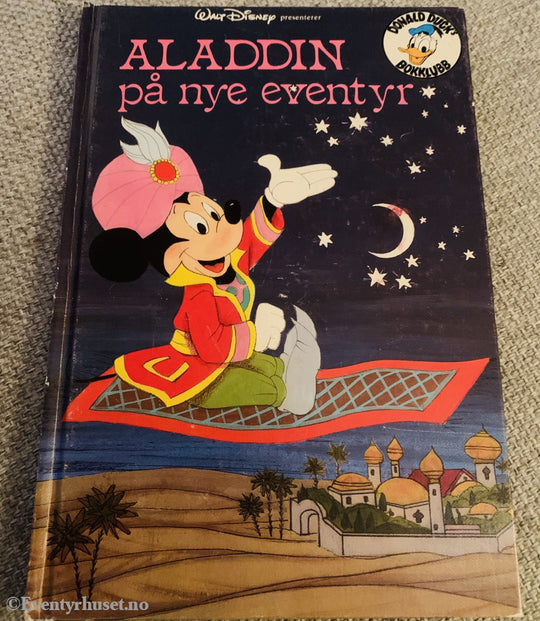 WALT DISNEY presenterer
DONALD DUCK'S
BOKKLUBB
ALADDIN
på nye eventyr
©Eventyrhuset.no